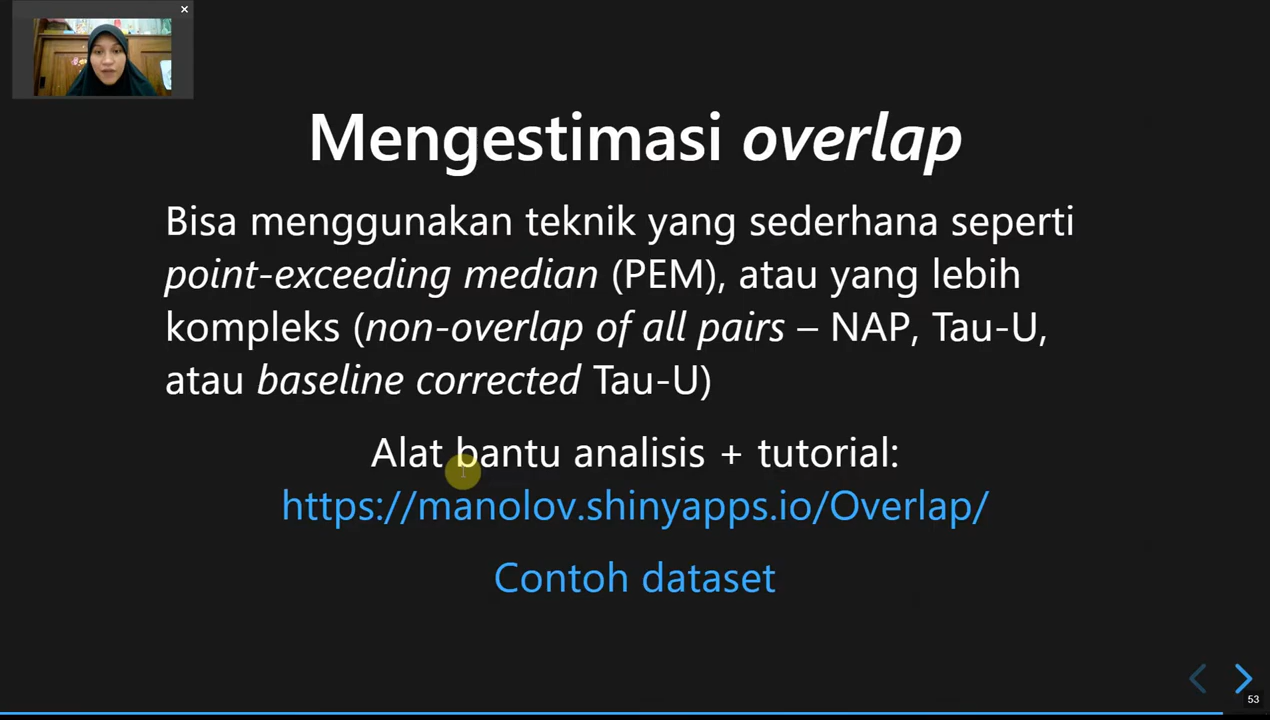 Mengestimasi overlap
Bisa menggunakan teknik yang sederhana seperti
point-exceeding median (PEM), atau yang lebih
kompleks (non-overlap of all pairs – NAP, Tau-U,
atau baseline corrected Tau-U)
Alat bantu analisis + tutorial:
https://manolov.shinyapps.io/Overlap/
Contoh dataset
53